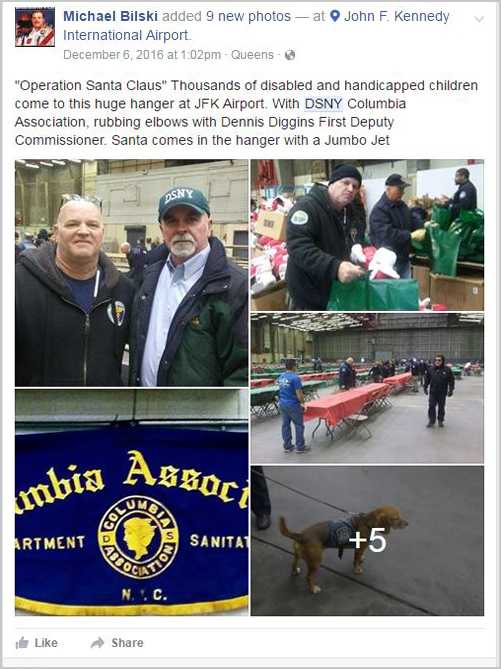 Michael Bilski added 9 new photos — at John F. Kennedy
International Airport.
December 6, 2016 at 1:02pm · Queens ·
"Operation Santa Claus" Thousands of disabled and handicapped children
come to this huge hanger at JFK Airport. With DSNY Columbia
Association, rubbing elbows with Dennis Diggins First Deputy
Commissioner. Santa comes in the hanger with a Jumbo Jet
DSNY
mbia Associ
ARTMENT
SANITAT
COLUMBIA
D S
ASSOCIATION
N.Y.C.
+5
Like Share